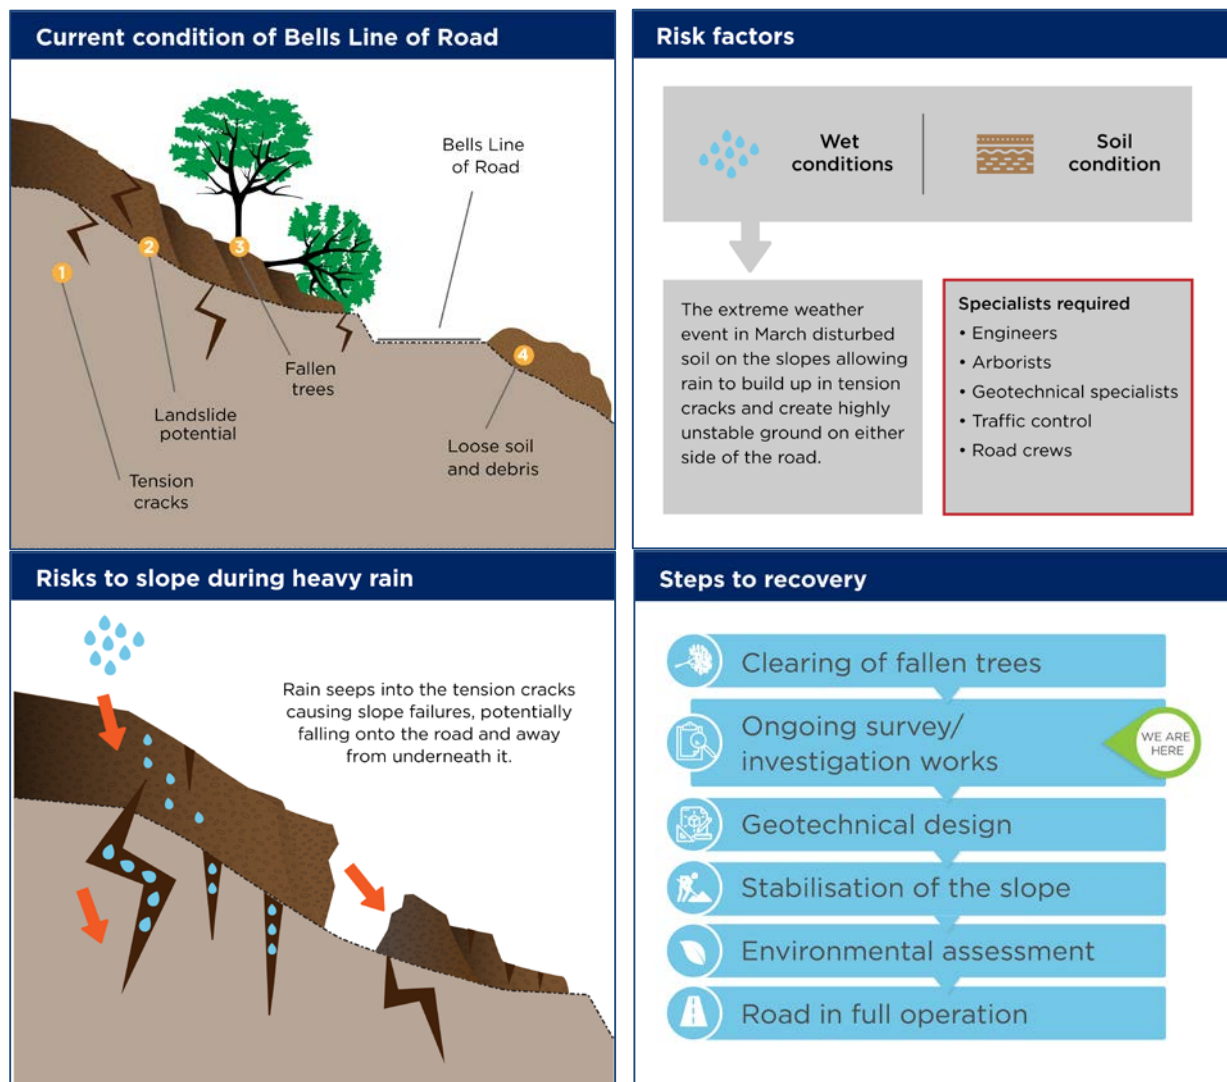 Current condition of Bells Line of Road
Bells Line
of Road
1
2
3
4
Fallen
trees
Landslide
potential
Loose soil
and debris
Tension
cracks
Risk factors
Wet
conditions
Soil
condition
The extreme weather
event in March disturbed
soil on the slopes allowing
rain to build up in tension
cracks and create highly
unstable ground on either
side of the road.
Specialists required
• Engineers
• Arborists
• Geotechnical specialists
• Traffic control
• Road crews
Risks to slope during heavy rain
Rain seeps into the tension cracks
causing slope failures, potentially
falling onto the road and away
from underneath it.
Steps to recovery
Clearing of fallen trees
Ongoing survey/
investigation works
WE ARE
HERE
Geotechnical design
Stabilisation of the slope
Environmental assessment
Road in full operation